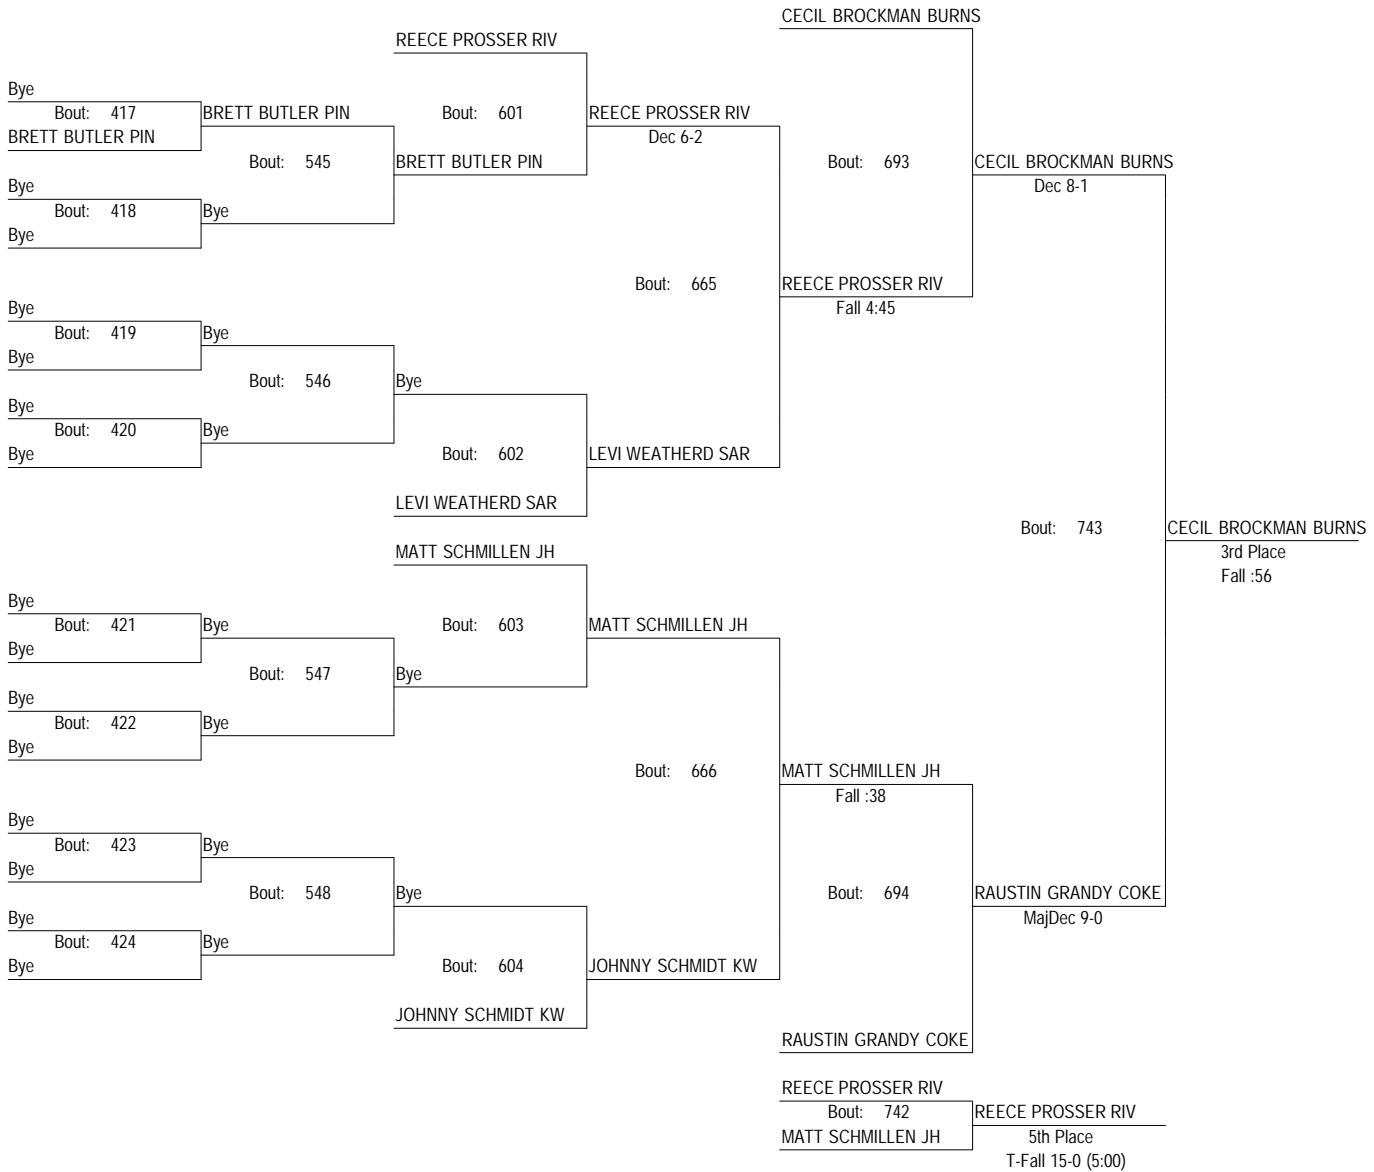 CECIL BROCKMAN BURNS
REECE PROSSER RIV
Bye
Bout: 417 BRETT BUTLER PIN Bout: 601 REECE PROSSER RIV
BRETT BUTLER PIN Dec 6-2
Bout: 545 BRETT BUTLER PIN Bout: 693 CECIL BROCKMAN BURNS
Bye Dec 8-1
Bout: 418 Bye
Bye
Bout: 665 REECE PROSSER RIV
Bye Fall 4:45
Bout: 419 Bye
Bye
Bout: 546 Bye
Bye
Bout: 420 Bye
Bye Bout: 602 LEVI WEATHERD SAR
LEVI WEATHERD SAR
Bout: 743 CECIL BROCKMAN BURNS
MATT SCHMILLEN JH 3rd Place
Fall :56
Bye
Bout: 421 Bye Bout: 603 MATT SCHMILLEN JH
Bye
Bout: 547 Bye
Bye
Bout: 422 Bye
Bye
Bout: 666 MATT SCHMILLEN JH
Fall :38
Bye
Bout: 423 Bye
Bye
Bout: 548 Bye Bout: 694 RAUSTIN GRANDY COKE
Bye MajDec 9-0
Bout: 424 Bye
Bye Bout: 604 JOHNNY SCHMIDT KW
JOHNNY SCHMIDT KW
RAUSTIN GRANDY COKE
REECE PROSSER RIV
Bout: 742 REECE PROSSER RIV
MATT SCHMILLEN JH 5th Place
T-Fall 15-0 (5:00)